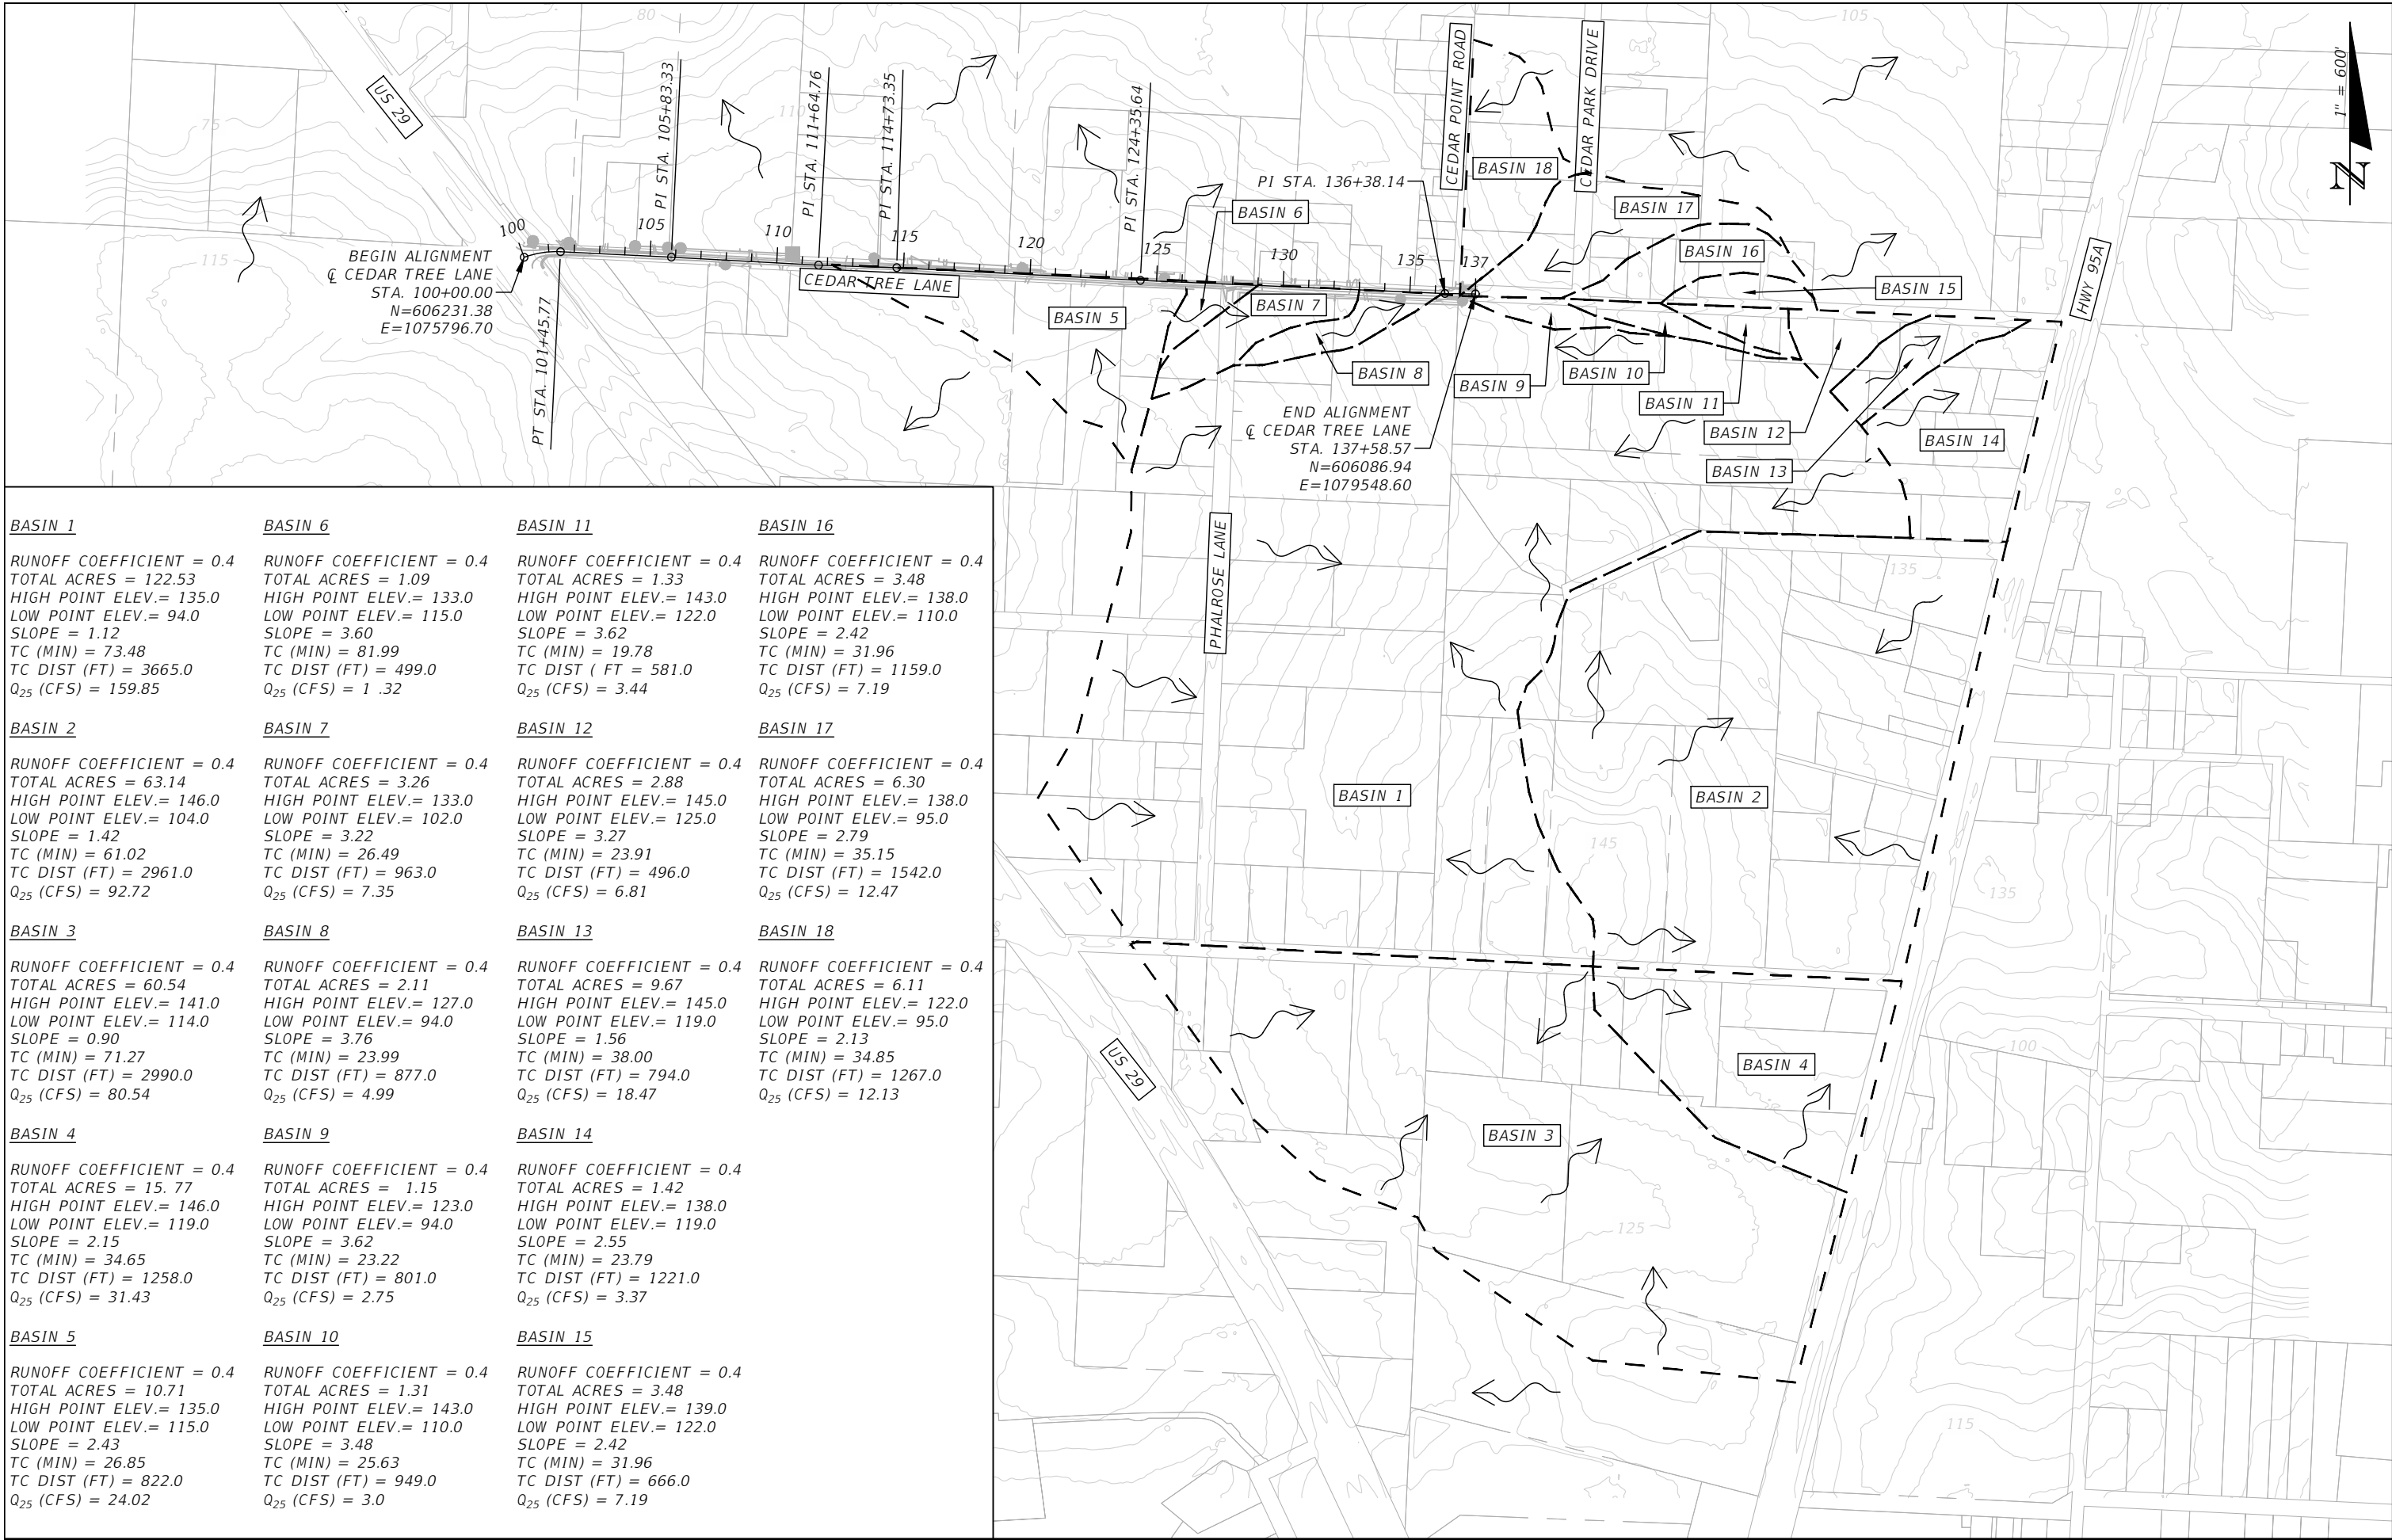 80
105
75
110
115
US 29
PI STA. 105+83.33
PI STA. 111+64.76
PI STA. 114+73.35
PI STA. 124+35.64
PI STA. 136+38.14
CEDAR POINT ROAD
CEDAR PARK DRIVE
1" = 600'
N
BASIN 18
BASIN 17
BASIN 6
BASIN 16
BASIN 15
HWY 95A
100
105
110
115
120
125
130
135
137
BEGIN ALIGNMENT
℄ CEDAR TREE LANE
STA. 100+00.00
N=606231.38
E=1075796.70
PT STA. 101+45.77
CEDAR TREE LANE
BASIN 5
BASIN 7
BASIN 8
BASIN 9
BASIN 10
BASIN 11
BASIN 12
BASIN 13
BASIN 14
END ALIGNMENT
℄ CEDAR TREE LANE
STA. 137+58.57
N=606086.94
E=1079548.60
PHALROSE LANE
135
BASIN 1
BASIN 2
145
135
100
US 29
BASIN 4
BASIN 3
125
115
BASIN 1
RUNOFF COEFFICIENT = 0.4
TOTAL ACRES = 122.53
HIGH POINT ELEV.= 135.0
LOW POINT ELEV.= 94.0
SLOPE = 1.12
TC (MIN) = 73.48
TC DIST (FT) = 3665.0
Q25 (CFS) = 159.85
BASIN 2
RUNOFF COEFFICIENT = 0.4
TOTAL ACRES = 63.14
HIGH POINT ELEV.= 146.0
LOW POINT ELEV.= 104.0
SLOPE = 1.42
TC (MIN) = 61.02
TC DIST (FT) = 2961.0
Q25 (CFS) = 92.72
BASIN 3
RUNOFF COEFFICIENT = 0.4
TOTAL ACRES = 60.54
HIGH POINT ELEV.= 141.0
LOW POINT ELEV.= 114.0
SLOPE = 0.90
TC (MIN) = 71.27
TC DIST (FT) = 2990.0
Q25 (CFS) = 80.54
BASIN 4
RUNOFF COEFFICIENT = 0.4
TOTAL ACRES = 15. 77
HIGH POINT ELEV.= 146.0
LOW POINT ELEV.= 119.0
SLOPE = 2.15
TC (MIN) = 34.65
TC DIST (FT) = 1258.0
Q25 (CFS) = 31.43
BASIN 5
RUNOFF COEFFICIENT = 0.4
TOTAL ACRES = 10.71
HIGH POINT ELEV.= 135.0
LOW POINT ELEV.= 115.0
SLOPE = 2.43
TC (MIN) = 26.85
TC DIST (FT) = 822.0
Q25 (CFS) = 24.02
BASIN 6
RUNOFF COEFFICIENT = 0.4
TOTAL ACRES = 1.09
HIGH POINT ELEV.= 133.0
LOW POINT ELEV.= 115.0
SLOPE = 3.60
TC (MIN) = 81.99
TC DIST (FT) = 499.0
Q25 (CFS) = 1 .32
BASIN 7
RUNOFF COEFFICIENT = 0.4
TOTAL ACRES = 3.26
HIGH POINT ELEV.= 133.0
LOW POINT ELEV.= 102.0
SLOPE = 3.22
TC (MIN) = 26.49
TC DIST (FT) = 963.0
Q25 (CFS) = 7.35
BASIN 8
RUNOFF COEFFICIENT = 0.4
TOTAL ACRES = 2.11
HIGH POINT ELEV.= 127.0
LOW POINT ELEV.= 94.0
SLOPE = 3.76
TC (MIN) = 23.99
TC DIST (FT) = 877.0
Q25 (CFS) = 4.99
BASIN 9
RUNOFF COEFFICIENT = 0.4
TOTAL ACRES = 1.15
HIGH POINT ELEV.= 123.0
LOW POINT ELEV.= 94.0
SLOPE = 3.62
TC (MIN) = 23.22
TC DIST (FT) = 801.0
Q25 (CFS) = 2.75
BASIN 10
RUNOFF COEFFICIENT = 0.4
TOTAL ACRES = 1.31
HIGH POINT ELEV.= 143.0
LOW POINT ELEV.= 110.0
SLOPE = 3.48
TC (MIN) = 25.63
TC DIST (FT) = 949.0
Q25 (CFS) = 3.0
BASIN 11
RUNOFF COEFFICIENT = 0.4
TOTAL ACRES = 1.33
HIGH POINT ELEV.= 143.0
LOW POINT ELEV.= 122.0
SLOPE = 3.62
TC (MIN) = 19.78
TC DIST ( FT = 581.0
Q25 (CFS) = 3.44
BASIN 12
RUNOFF COEFFICIENT = 0.4
TOTAL ACRES = 2.88
HIGH POINT ELEV.= 145.0
LOW POINT ELEV.= 125.0
SLOPE = 3.27
TC (MIN) = 23.91
TC DIST (FT) = 496.0
Q25 (CFS) = 6.81
BASIN 13
RUNOFF COEFFICIENT = 0.4
TOTAL ACRES = 9.67
HIGH POINT ELEV.= 145.0
LOW POINT ELEV.= 119.0
SLOPE = 1.56
TC (MIN) = 38.00
TC DIST (FT) = 794.0
Q25 (CFS) = 18.47
BASIN 14
RUNOFF COEFFICIENT = 0.4
TOTAL ACRES = 1.42
HIGH POINT ELEV.= 138.0
LOW POINT ELEV.= 119.0
SLOPE = 2.55
TC (MIN) = 23.79
TC DIST (FT) = 1221.0
Q25 (CFS) = 3.37
BASIN 15
RUNOFF COEFFICIENT = 0.4
TOTAL ACRES = 3.48
HIGH POINT ELEV.= 139.0
LOW POINT ELEV.= 122.0
SLOPE = 2.42
TC (MIN) = 31.96
TC DIST (FT) = 666.0
Q25 (CFS) = 7.19
BASIN 16
RUNOFF COEFFICIENT = 0.4
TOTAL ACRES = 3.48
HIGH POINT ELEV.= 138.0
LOW POINT ELEV.= 110.0
SLOPE = 2.42
TC (MIN) = 31.96
TC DIST (FT) = 1159.0
Q25 (CFS) = 7.19
BASIN 17
RUNOFF COEFFICIENT = 0.4
TOTAL ACRES = 6.30
HIGH POINT ELEV.= 138.0
LOW POINT ELEV.= 95.0
SLOPE = 2.79
TC (MIN) = 35.15
TC DIST (FT) = 1542.0
Q25 (CFS) = 12.47
BASIN 18
RUNOFF COEFFICIENT = 0.4
TOTAL ACRES = 6.11
HIGH POINT ELEV.= 122.0
LOW POINT ELEV.= 95.0
SLOPE = 2.13
TC (MIN) = 34.85
TC DIST (FT) = 1267.0
Q25 (CFS) = 12.13